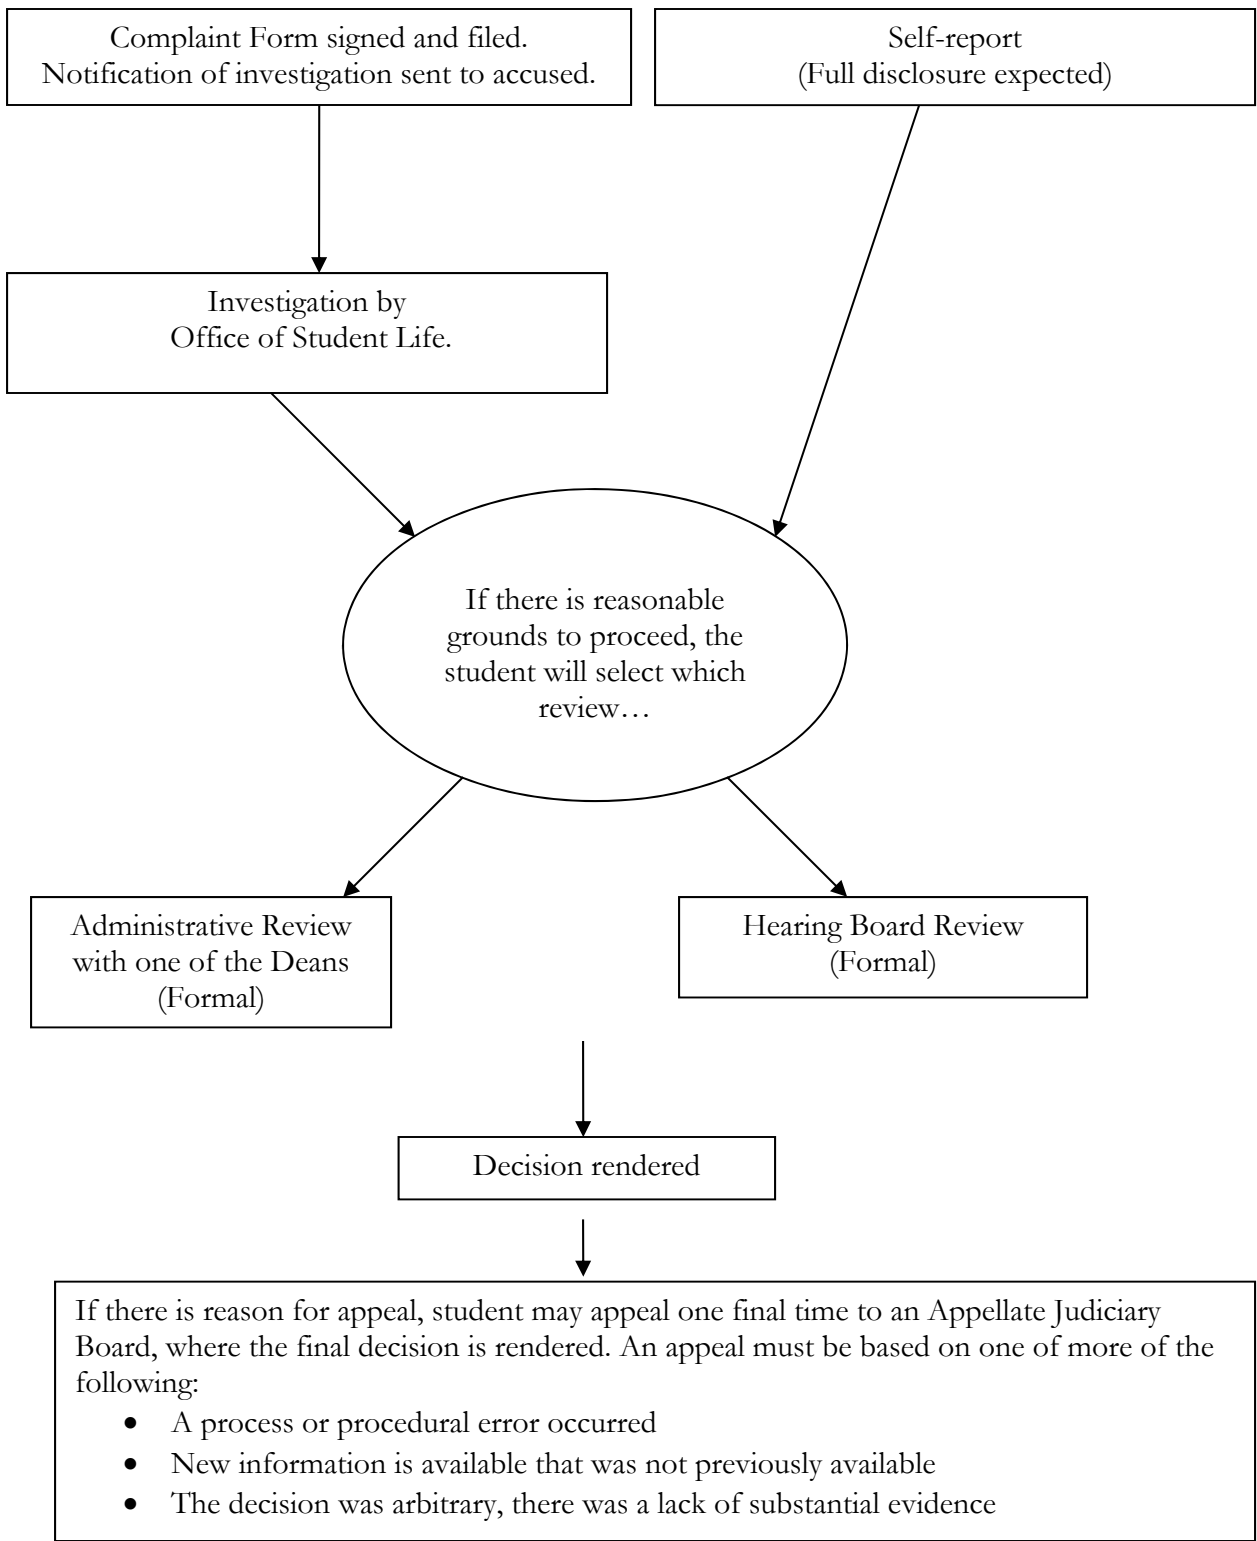 Complaint Form signed and filed.
Notification of investigation sent to accused.
Self-report
(Full disclosure expected)
Investigation by
Office of Student Life.
If there is reasonable
grounds to proceed, the
student will select which
review…
Administrative Review
with one of the Deans
(Formal)
Hearing Board Review
(Formal)
Decision rendered
If there is reason for appeal, student may appeal one final time to an Appellate Judiciary
Board, where the final decision is rendered. An appeal must be based on one of more of the
following:
• A process or procedural error occurred
• New information is available that was not previously available
• The decision was arbitrary, there was a lack of substantial evidence